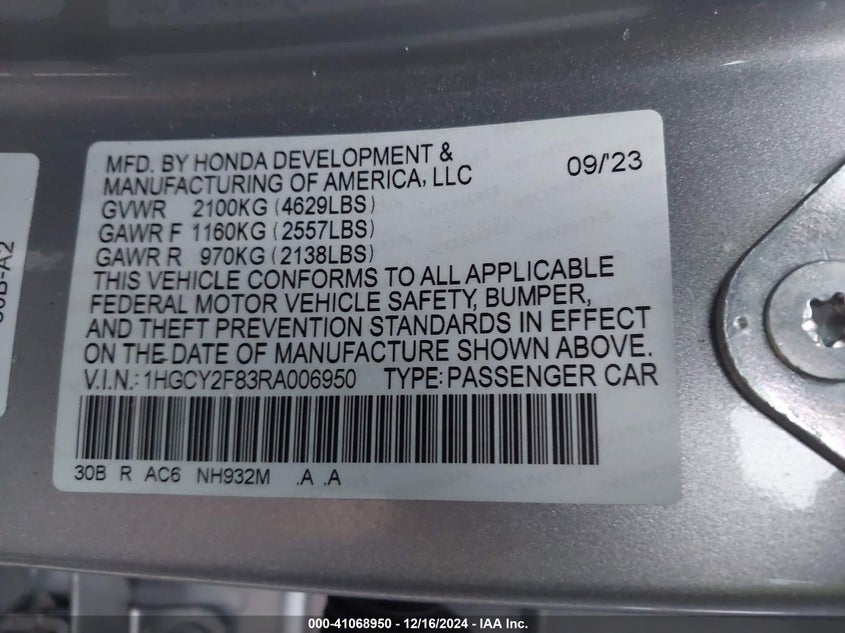 MFD. BY HONDA DEVELOPMENT & 09/'23
MANUFACTURING OF AMERICA, LLC
GVWR 2100KG (4629LBS)
GAWR F 1160KG (2557LBS)
GAWR R 970KG (2138LBS)
THIS VEHICLE CONFORMS TO ALL APPLICABLE
FEDERAL MOTOR VEHICLE SAFETY, BUMPER,
AND THEFT PREVENTION STANDARDS IN EFFECT
ON THE DATE OF MANUFACTURE SHOWN ABOVE.
V.I.N.: 1HGCY2F83RA006950 TYPE: PASSENGER CAR
30B R AC6 NH932M .A .A
30B-A2
000-41068950 - 12/16/2024 - IAA Inc.